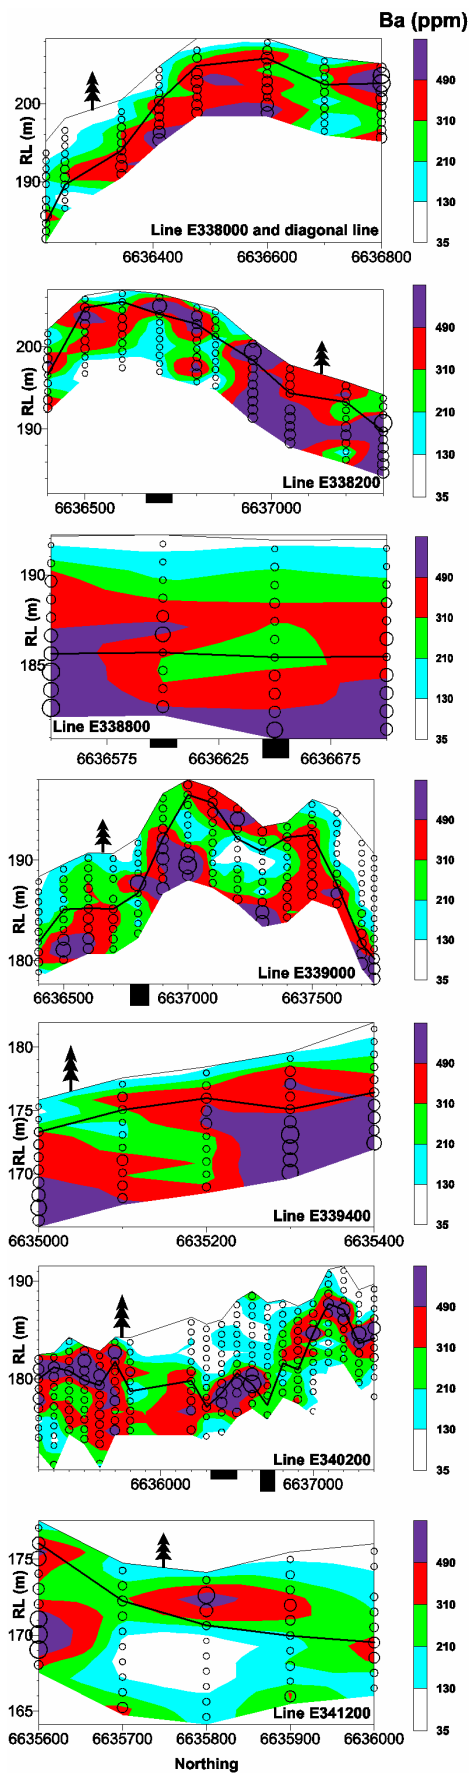 Ba (ppm)
490
310
210
130
35
200
190
RL (m)
Line E338000 and diagonal line
6636400 6636600 6636800
490
310
210
130
35
200
190
RL (m)
Line E338200
6636500 6637000
490
310
210
130
35
190
185
RL (m)
Line E338800
6636575 6636625 6636675
490
310
210
130
35
190
180
RL (m)
Line E339000
6636500 6637000 6637500
490
310
210
130
35
180
175
170
RL (m)
Line E339400
6635000 6635200 6635400
490
310
210
130
35
190
180
RL (m)
Line E340200
6636000 6637000
490
310
210
130
35
175
170
165
RL (m)
Line E341200
6635600 6635700 6635800 6635900 6636000
Northing